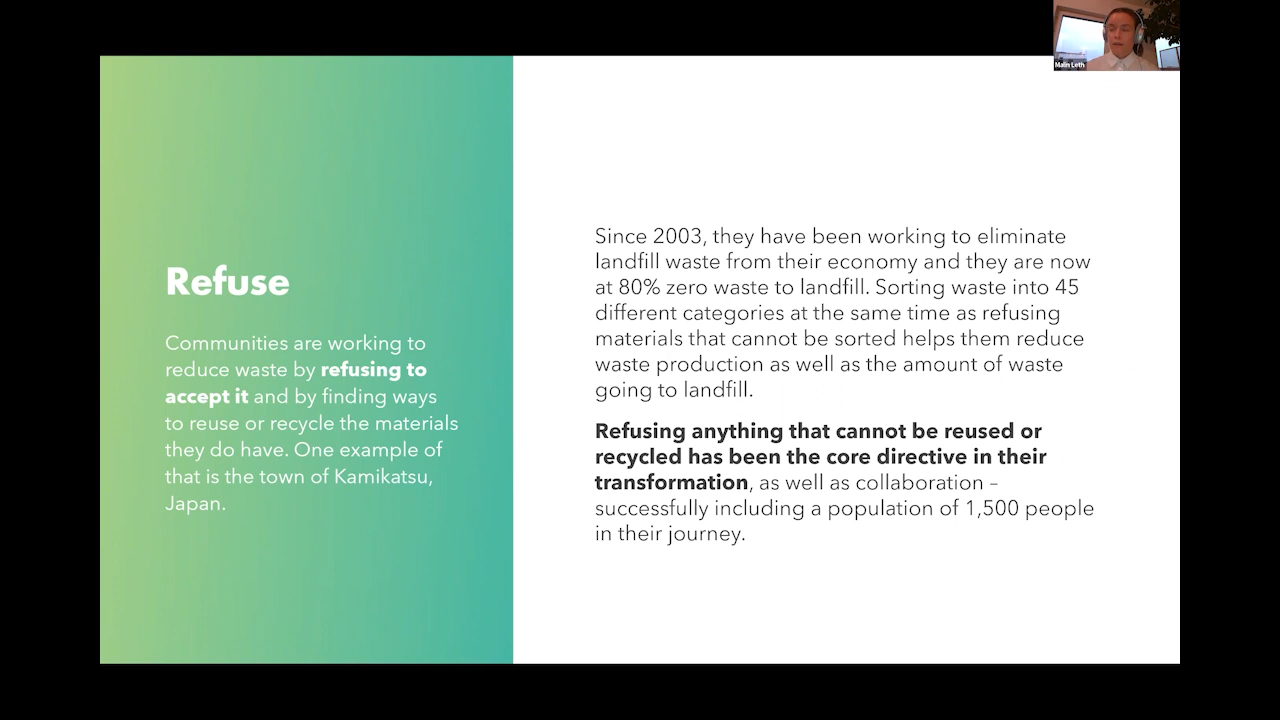 Malin Leth
Refuse
Communities are working to
reduce waste by refusing to
accept it and by finding ways
to reuse or recycle the materials
they do have. One example of
that is the town of Kamikatsu,
Japan.
Since 2003, they have been working to eliminate
landfill waste from their economy and they are now
at 80% zero waste to landfill. Sorting waste into 45
different categories at the same time as refusing
materials that cannot be sorted helps them reduce
waste production as well as the amount of waste
going to landfill.
Refusing anything that cannot be reused or
recycled has been the core directive in their
transformation, as well as collaboration –
successfully including a population of 1,500 people
in their journey.